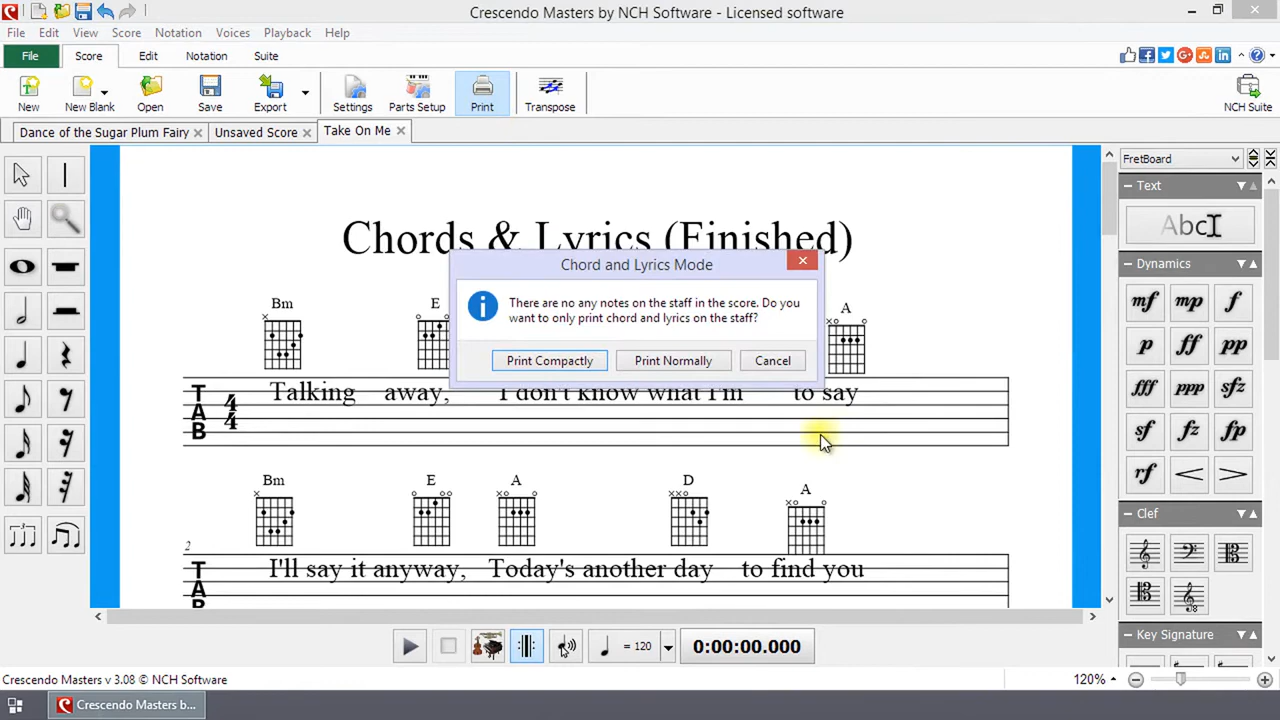 Crescendo Masters by NCH Software - Licensed software
File Edit View Score Notation Voices Playback Help
File Score Edit Notation Suite
New New Blank Open Save Export Settings Parts Setup Print Transpose NCH Suite
Dance of the Sugar Plum Fairy Unsaved Score Take On Me
FretBoard
Text
Abc
Chords & Lyrics (Finished)
Chord and Lyrics Mode
There are no any notes on the staff in the score. Do you
want to only print chord and lyrics on the staff?
Print Compactly Print Normally Cancel
Dynamics
mf mp f
p ff pp
fff ppp sfz
sf fz fp
rf
Bm E A
TAB 4 4
Talking away, I don't know what I'm to say
Bm E A D A
2
TAB
I'll say it anyway, Today's another day to find you
Clef
Key Signature
= 120 0:00:00.000
Crescendo Masters v 3.08 © NCH Software 120%
Crescendo Masters b...